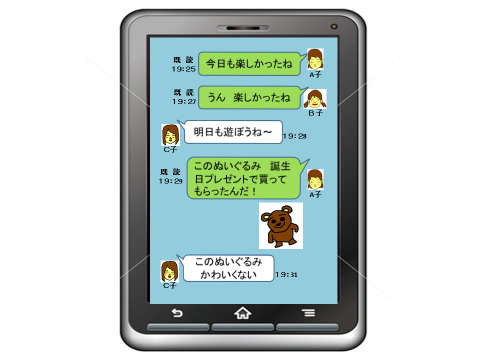 既 読
19:25
今日も楽しかったね
A子
既 読
19:27
うん　楽しかったね
B子
明日も遊ぼうね～
19:28
C子
このぬいぐるみ　誕生
日プレゼントで買って
もらったんだ！
既 読
19:29
A子
このぬいぐるみ
かわいくない
19:31
C子